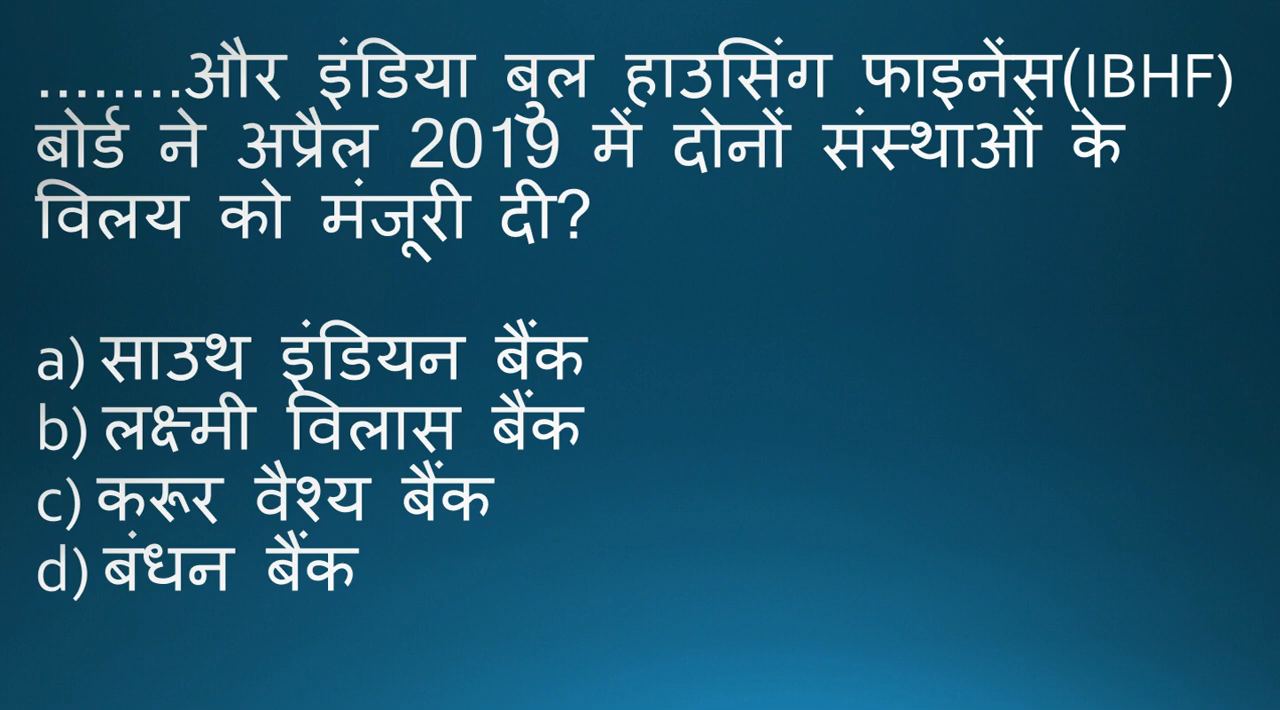 ........और इंडिया बुल हाउसिंग फाइनेंस(IBHF)
बोर्ड ने अप्रैल 2019 में दोनों संस्थाओं के
विलय को मंजूरी दी?
a) साउथ इंडियन बैंक
b) लक्ष्मी विलास बैंक
c) करूर वैश्य बैंक
d) बंधन बैंक